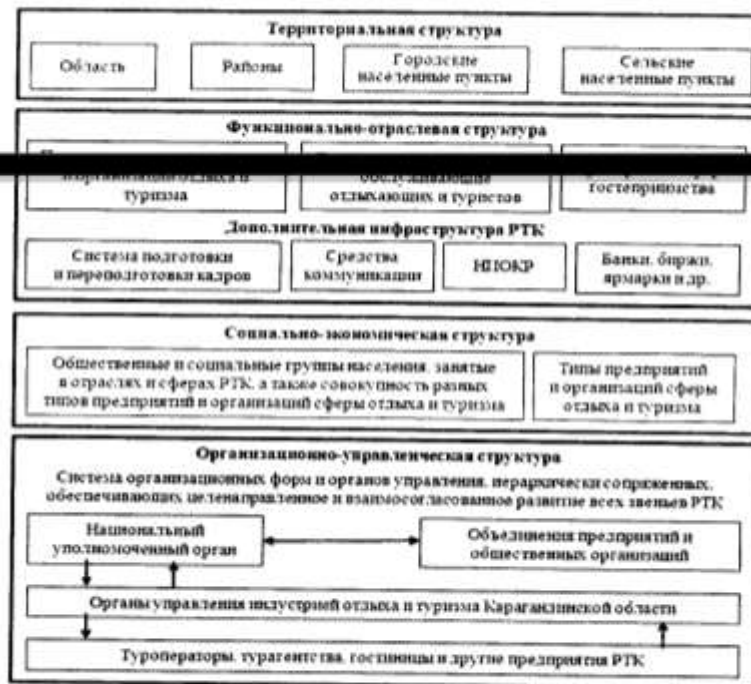 Территориальная структура
Область
Районы
Городские
населенные пункты
Сельские
населенные пункты
Функционально-отраслевая структура
и организации отдыха и
туризма
обслуживающие
отдыхающих и туристов
гостеприимства
Дополнительная инфраструктура РТК
Система подготовки
и переподготовки кадров
Средства
коммуникации
НИОКР
Банки, биржи,
ярмарки и др.
Социально-экономическая структура
Общественные и социальные группы населения, занятые
в отраслях и сферах РТК, а также совокупность разных
типов предприятий и организаций сферы отдыха и туризма
Типы предприятий
и организаций сферы
отдыха и туризма
Организационно-управленческая структура
Система организационных форм и органов управления, иерархически сопряженных,
обеспечивающих целенаправленное и взаимосогласованное развитие всех звеньев РТК
Национальный
уполномоченный орган
Объединения предприятий и
общественных организаций
Органы управления индустрией отдыха и туризма Карагандинской области
Туроператоры, турагентства, гостиницы и другие предприятия РТК